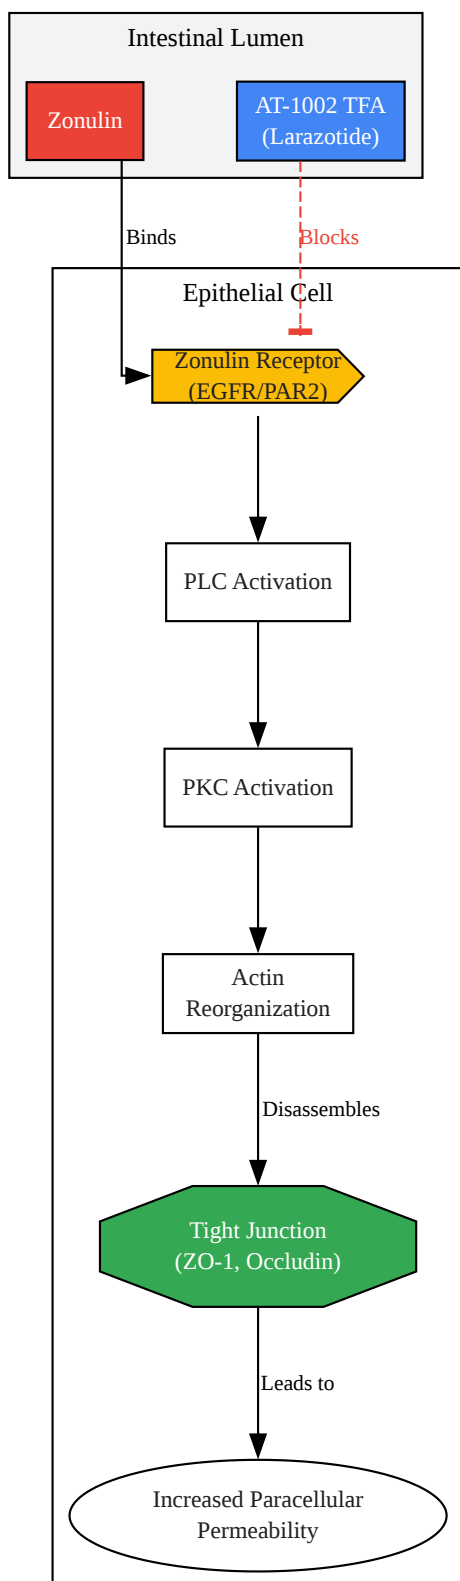 Intestinal Lumen
Zonulin
AT-1002 TFA
(Larazotide)
Binds
Blocks
Epithelial Cell
Zonulin Receptor
(EGFR/PAR2)
PLC Activation
PKC Activation
Actin
Reorganization
Disassembles
Tight Junction
(ZO-1, Occludin)
Leads to
Increased Paracellular
Permeability